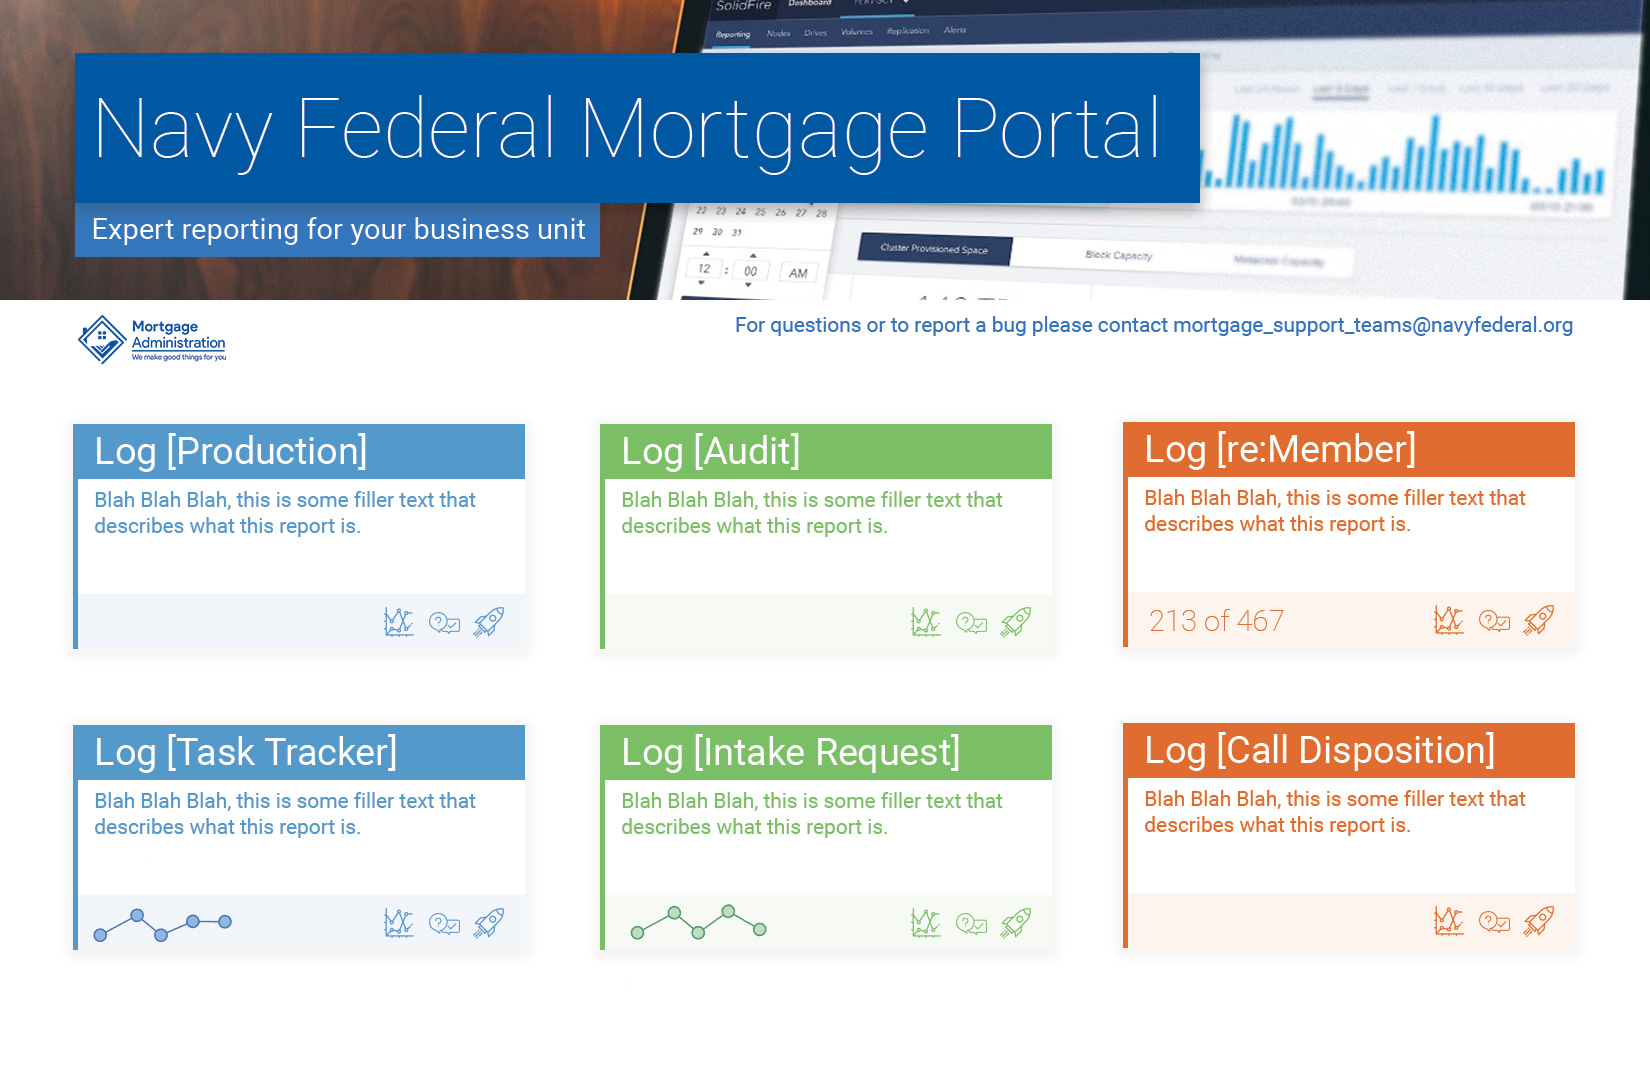 SolidFire Dashboard
Reporting Nodes Drives Volumes Replication Alerts
Navy Federal Mortgage Portal
Expert reporting for your business unit
22 23 24 25 26 27 28
29 30 31
12 : 00 AM
Cluster Provisioned Space Block Capacity
Mortgage
Administration
We make good things for you
For questions or to report a bug please contact mortgage_support_teams@navyfederal.org
Log [Production]
Blah Blah Blah, this is some filler text that
describes what this report is.
Log [Audit]
Blah Blah Blah, this is some filler text that
describes what this report is.
Log [re:Member]
Blah Blah Blah, this is some filler text that
describes what this report is.
213 of 467
Log [Task Tracker]
Blah Blah Blah, this is some filler text that
describes what this report is.
Log [Intake Request]
Blah Blah Blah, this is some filler text that
describes what this report is.
Log [Call Disposition]
Blah Blah Blah, this is some filler text that
describes what this report is.